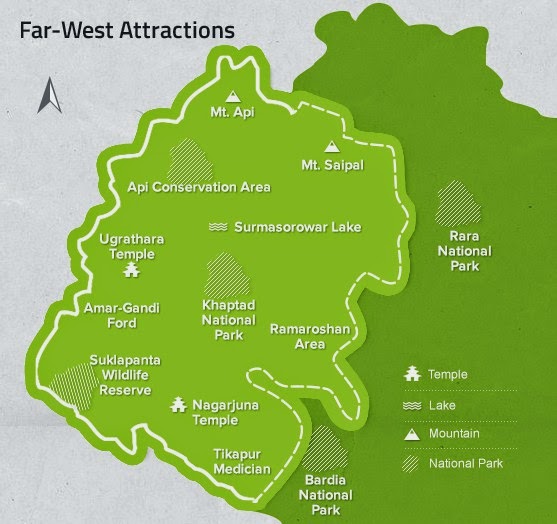 Far-West Attractions
Mt. Api
Mt. Saipal
Api Conservation Area
Surmasorowar Lake
Rara
National
Park
Ugrathara
Temple
Khaptad
National
Park
Amar-Gandi
Ford
Ramaroshan
Area
Suklapanta
Wildlife
Reserve
Nagarjuna
Temple
Tikapur
Medician
Bardia
National
Park
Temple
Lake
Mountain
National Park